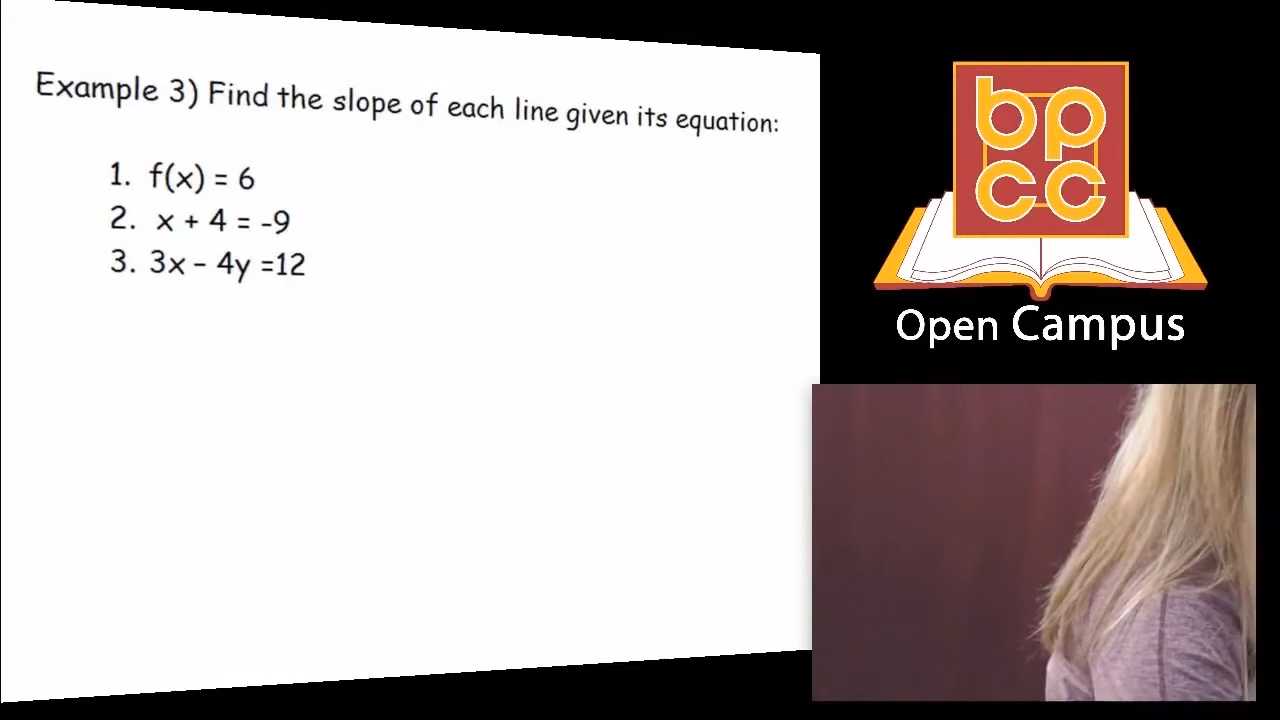 Example 3) Find the slope of each line given its equation:
1. f(x) = 6
2. x + 4 = -9
3. 3x - 4y =12
bp
cc
Open Campus